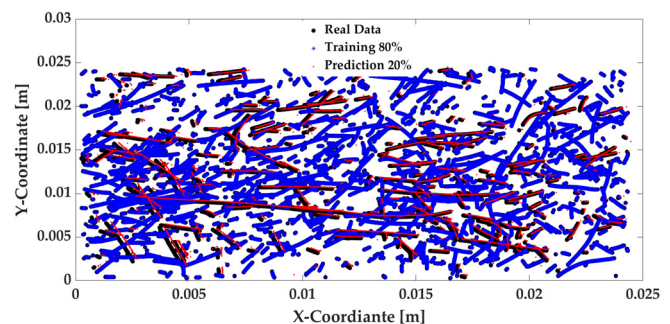 0.03
Real Data
Training 80%
Prediction 20%
0.025
0.02
0.015
0.01
0.005
0
0 0.005 0.01 0.015 0.02 0.025
Y-Coordinate [m]
X-Coordiante [m]